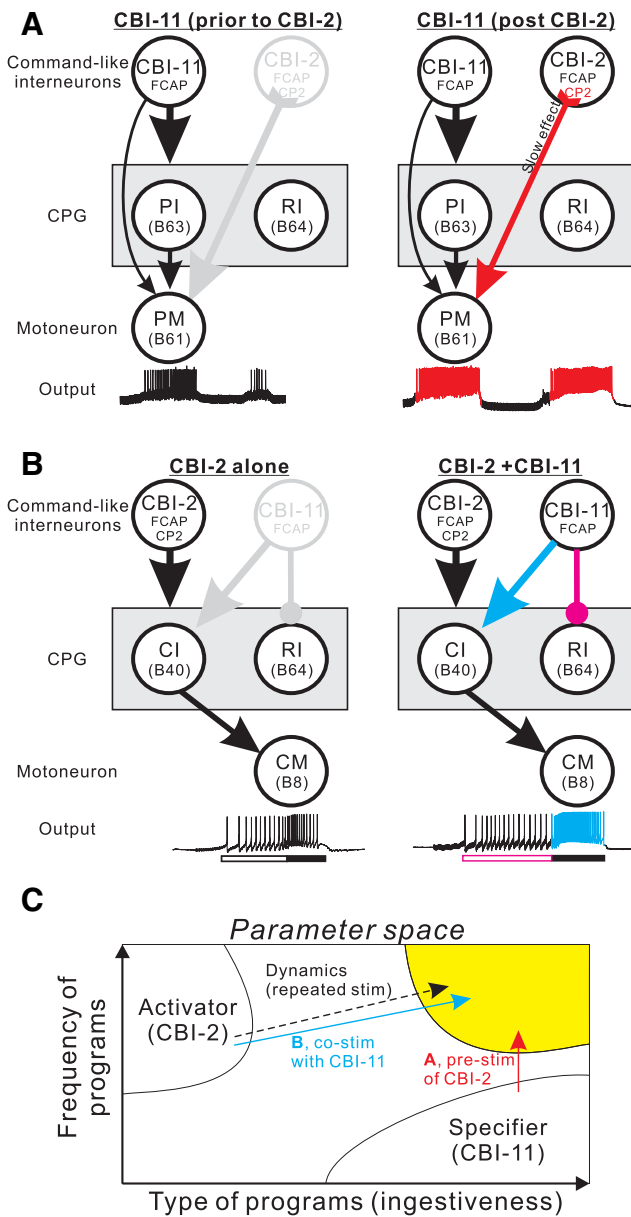 A
CBI-11 (prior to CBI-2)
CBI-11 (post CBI-2)
Command-like
interneurons
CBI-11
FCAP
CBI-2
FCAP
CP2
CBI-11
FCAP
CBI-2
FCAP
CP2
Slow effect
CPG
PI
(B63)
RI
(B64)
PI
(B63)
RI
(B64)
Motoneuron
PM
(B61)
PM
(B61)
Output
B
CBI-2 alone
CBI-2 +CBI-11
Command-like
interneurons
CBI-2
FCAP
CP2
CBI-11
FCAP
CBI-2
FCAP
CP2
CBI-11
FCAP
CPG
CI
(B40)
RI
(B64)
CI
(B40)
RI
(B64)
Motoneuron
CM
(B8)
CM
(B8)
Output
C
Parameter space
Frequency of
programs
Activator
(CBI-2)
Dynamics
(repeated stim)
B, co-stim
with CBI-11
A, pre-stim
of CBI-2
Specifier
(CBI-11)
Type of programs (ingestiveness)